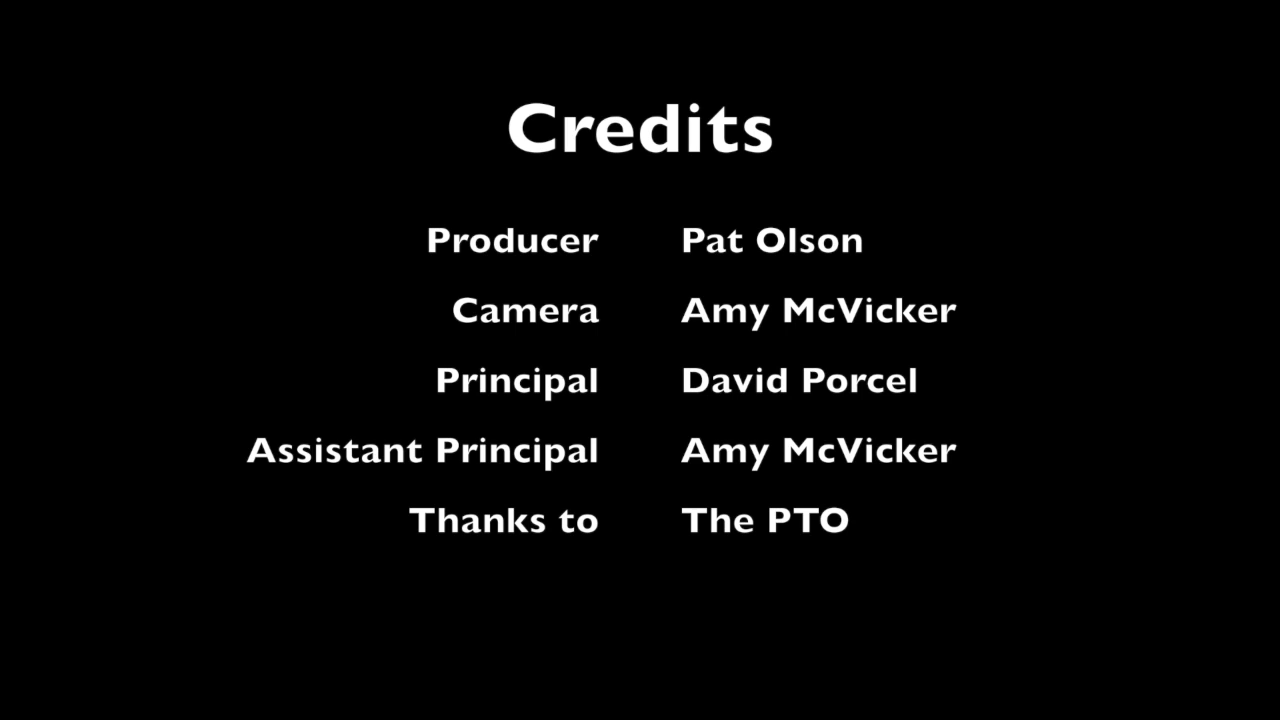 Credits
Producer Pat Olson
Camera Amy McVicker
Principal David Porcel
Assistant Principal Amy McVicker
Thanks to The PTO